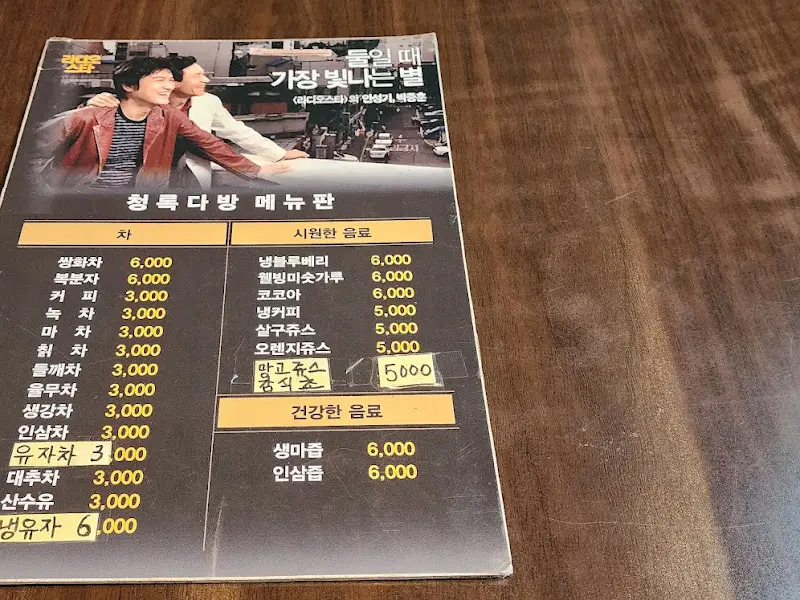 라디오
스타
둘일 때
가장 빛나는 별
<라디오스타>의 안성기, 박중훈
청록다방 메뉴판
차
쌍화차 6,000
복분자 6,000
커 피 3,000
녹 차 3,000
마 차 3,000
칡 차 3,000
들깨차 3,000
율무차 3,000
생강차 3,000
인삼차 3,000
유자차 3,000
대추차 3,000
산수유 3,000
냉유자 6,000
시원한 음료
냉블루베리 6,000
웰빙미숫가루 6,000
코코아 6,000
냉커피 5,000
살구쥬스 5,000
오렌지쥬스 5,000
망고쥬스 5000
홍식초
건강한 음료
생마즙 6,000
인삼즙 6,000